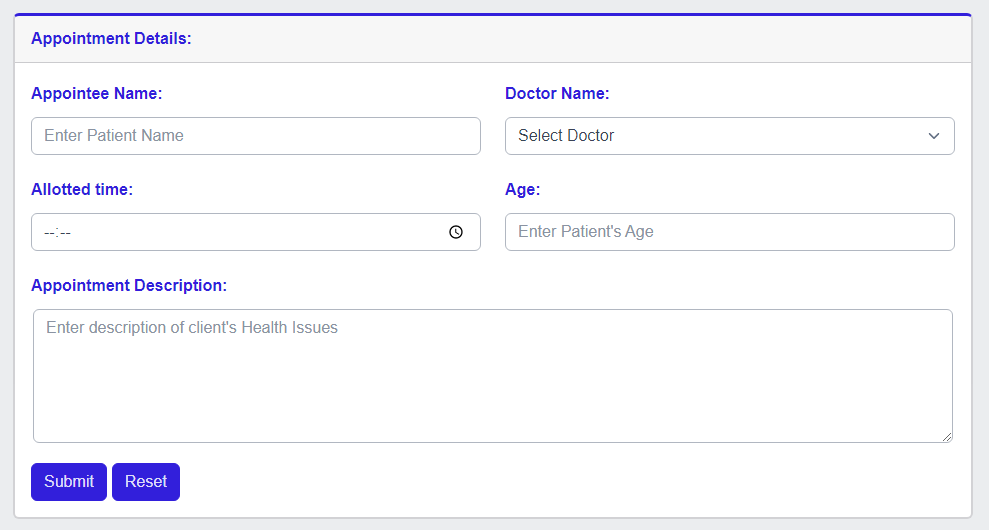 Appointment Details:
Appointee Name:
Doctor Name:
Enter Patient Name
Select Doctor
Allotted time:
Age:
--:--
Enter Patient's Age
Appointment Description:
Enter description of client's Health Issues
Submit
Reset